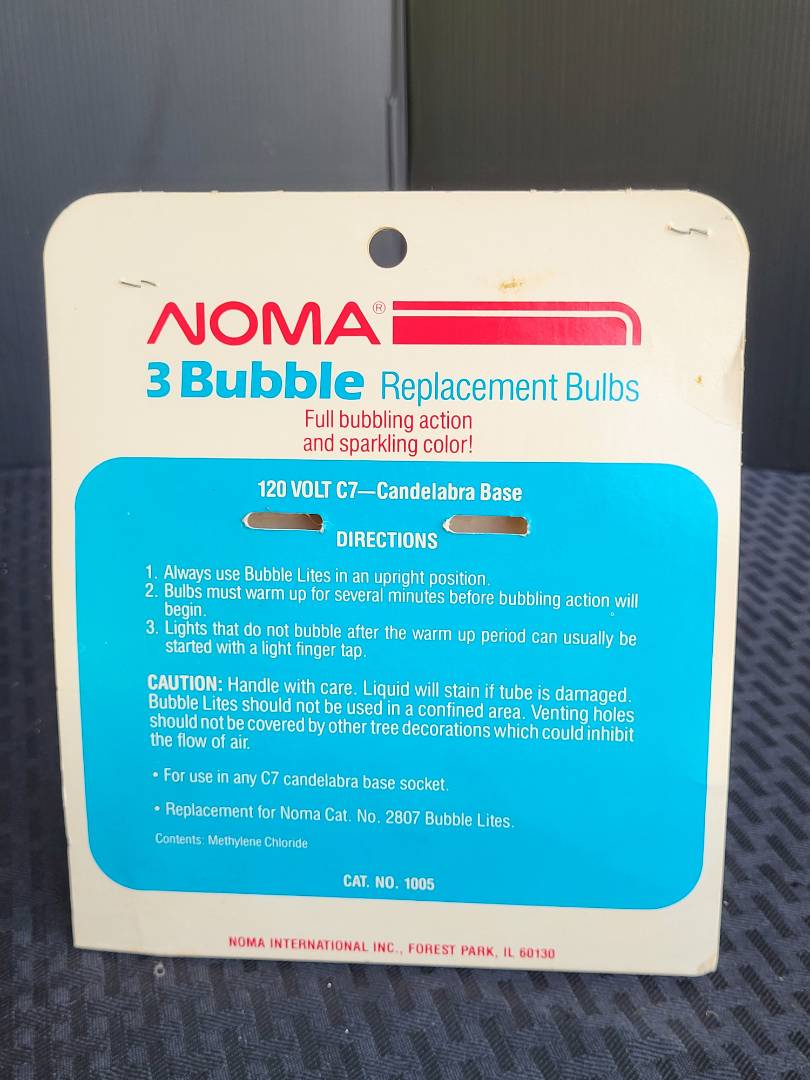 NOMA®
3 Bubble Replacement Bulbs
Full bubbling action
and sparkling color!
120 VOLT C7—Candelabra Base
DIRECTIONS
1. Always use Bubble Lites in an upright position.
2. Bulbs must warm up for several minutes before bubbling action will
begin.
3. Lights that do not bubble after the warm up period can usually be
started with a light finger tap.
CAUTION: Handle with care. Liquid will stain if tube is damaged.
Bubble Lites should not be used in a confined area. Venting holes
should not be covered by other tree decorations which could inhibit
the flow of air.
• For use in any C7 candelabra base socket.
• Replacement for Noma Cat. No. 2807 Bubble Lites.
Contents: Methylene Chloride
CAT. NO. 1005
NOMA INTERNATIONAL INC., FOREST PARK, IL 60130